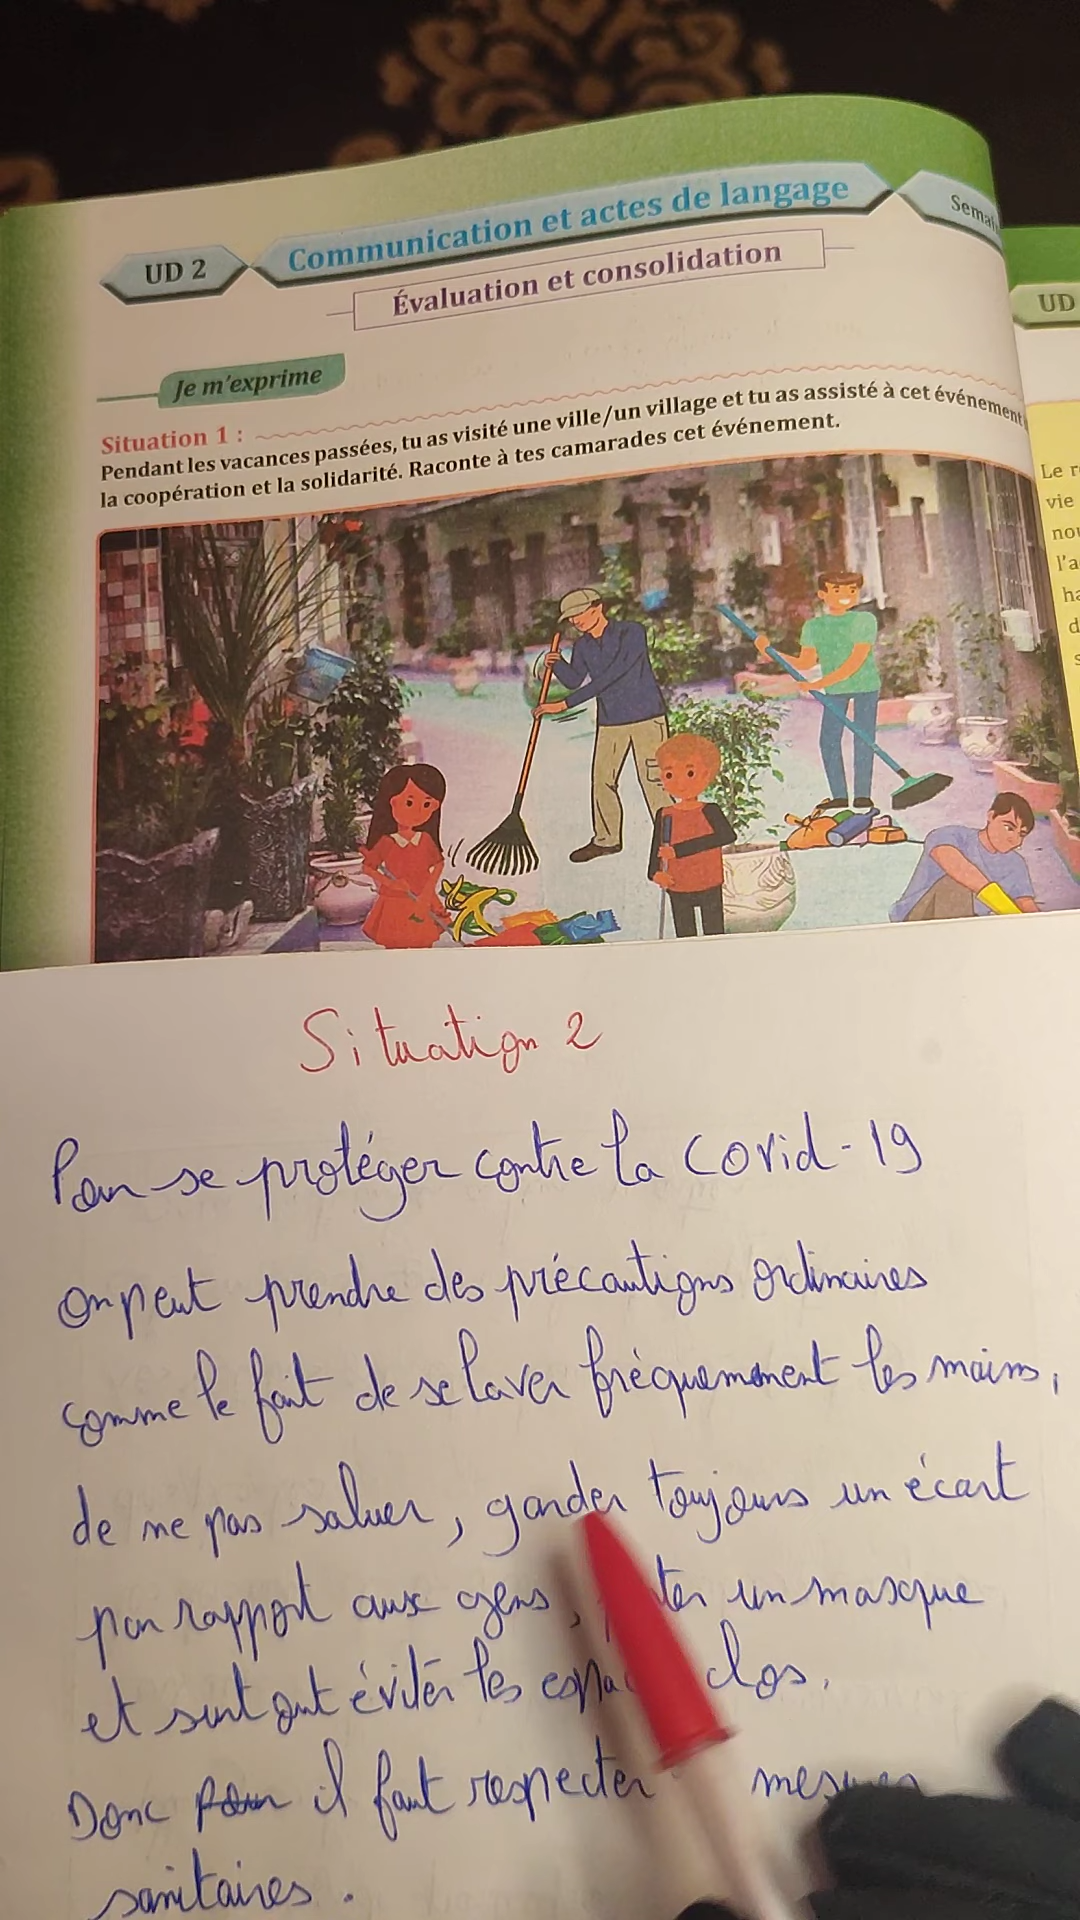 Communication et actes de langage
UD 2
Évaluation et consolidation
UD
Je m'exprime
Situation 1 :
Pendant les vacances passées, tu as visité une ville/un village et tu as assisté à cet événement
la coopération et la solidarité. Raconte à tes camarades cet événement.
Le
vie
Situation 2
Pour se protéger contre la Covid-19
on peut prendre des précautions ordinaires
comme le fait de se laver fréquemment les mains,
de ne pas saluer, garder toujours un écart
par rapport aux gens, un masque
et surtout éviter les clos.
Donc pour il faut respecter
sanitaires.